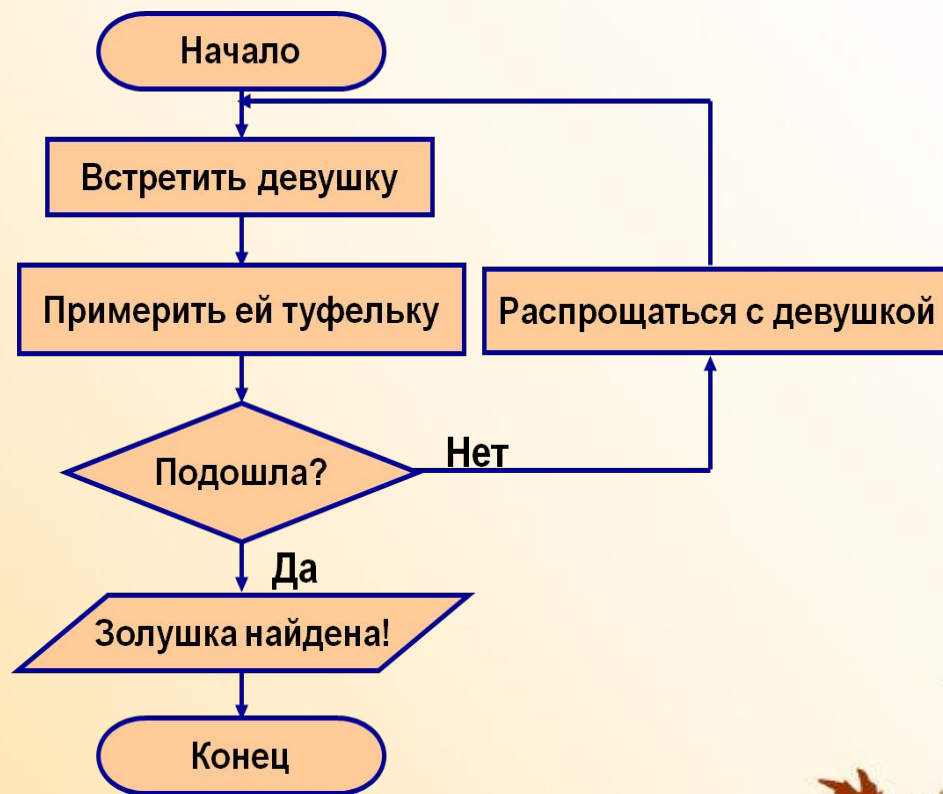 Начало
Встретить девушку
Примерить ей туфельку
Распрощаться с девушкой
Подошла?
Нет
Да
Золушка найдена!
Конец